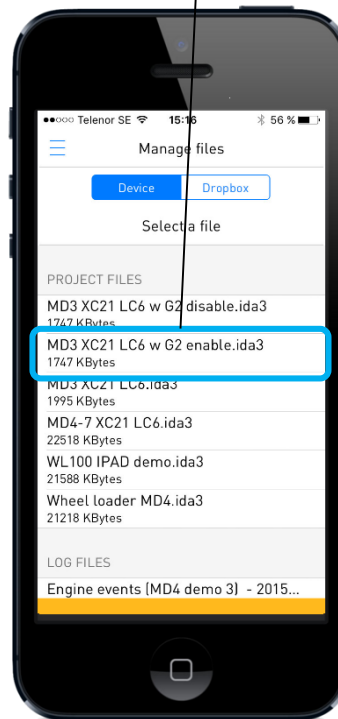 Telenor SE 15:16 56 %
Manage files
Device Dropbox
Select a file
PROJECT FILES
MD3 XC21 LC6 w G2 disable.ida3
1747 KBytes
MD3 XC21 LC6 w G2 enable.ida3
1747 KBytes
MD3 XC21 LC6.ida3
1995 KBytes
MD4-7 XC21 LC6.ida3
22518 KBytes
WL100 IPAD demo.ida3
21588 KBytes
Wheel loader MD4.ida3
21218 KBytes
LOG FILES
Engine events (MD4 demo 3) - 2015...